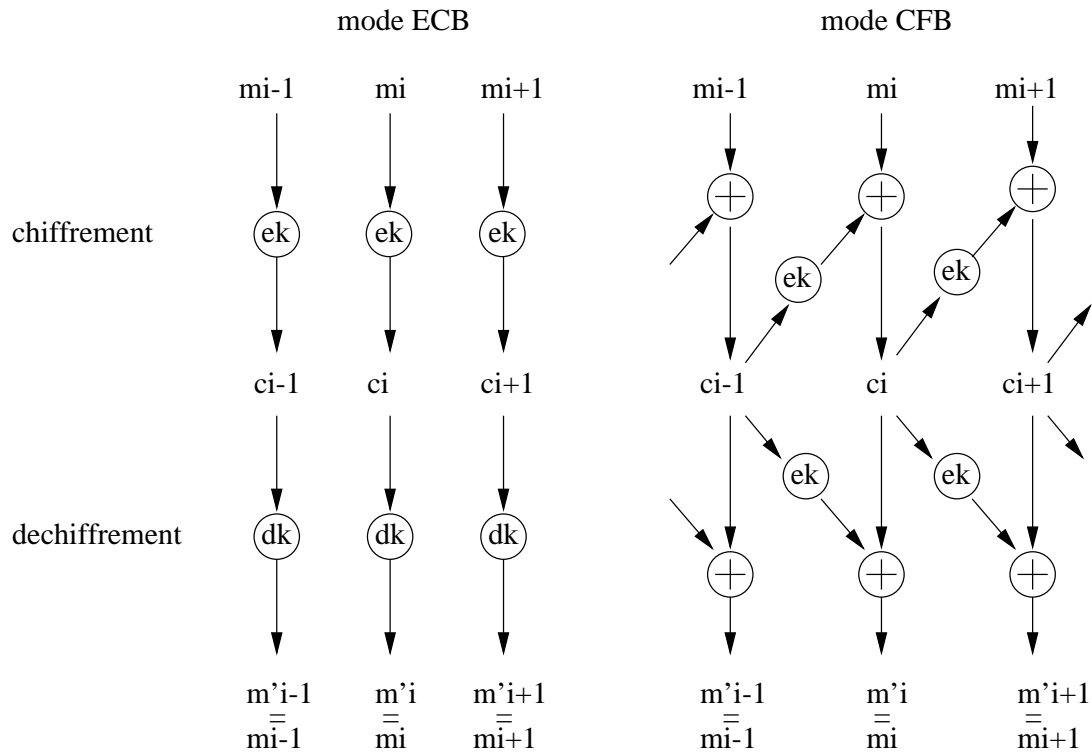 mode ECB mode CFB
mi-1 mi mi+1 mi-1 mi mi+1
+ + +
chiffrement ek ek ek
ek ek
ci-1 ci ci+1 ci-1 ci ci+1
ek ek
dechiffrement dk dk dk
+ + +
m'i-1 m'i m'i+1 m'i-1 m'i m'i+1
= = = = = =
mi-1 mi mi+1 mi-1 mi mi+1